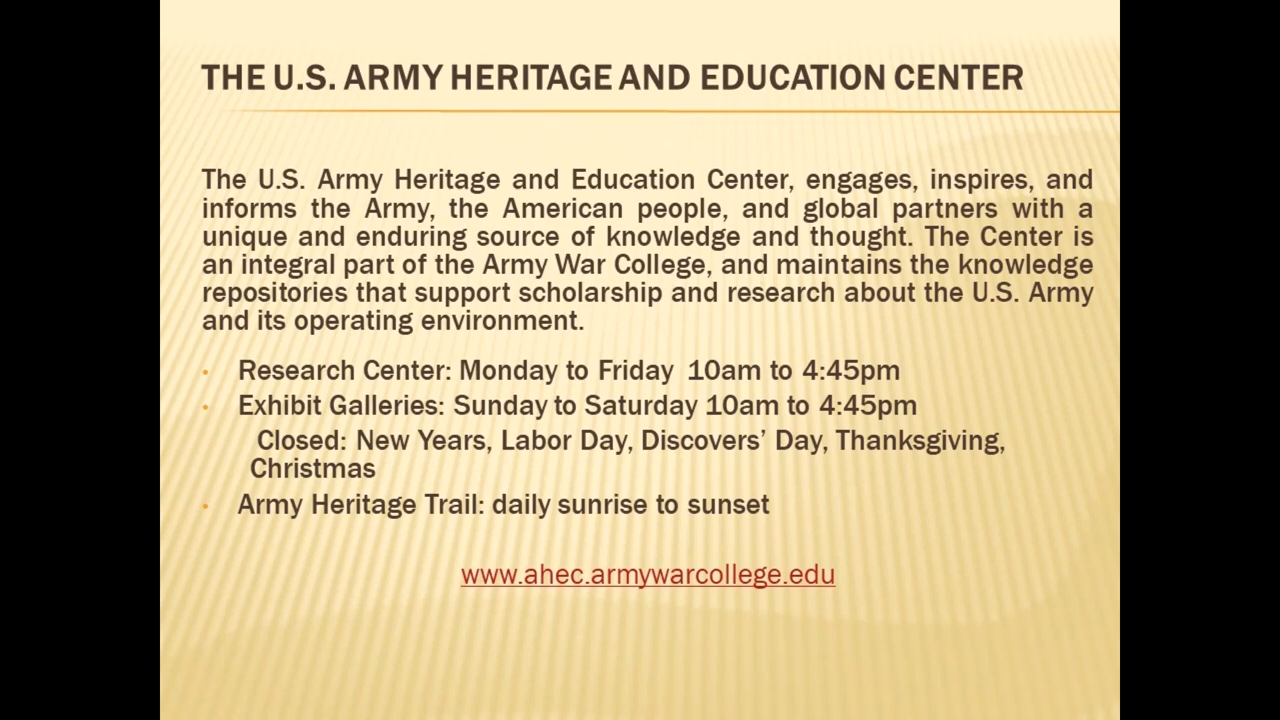 THE U.S. ARMY HERITAGE AND EDUCATION CENTER
The U.S. Army Heritage and Education Center, engages, inspires, and
informs the Army, the American people, and global partners with a
unique and enduring source of knowledge and thought. The Center is
an integral part of the Army War College, and maintains the knowledge
repositories that support scholarship and research about the U.S. Army
and its operating environment.
• Research Center: Monday to Friday 10am to 4:45pm
• Exhibit Galleries: Sunday to Saturday 10am to 4:45pm
Closed: New Years, Labor Day, Discovers’ Day, Thanksgiving,
Christmas
• Army Heritage Trail: daily sunrise to sunset
www.ahec.armywarcollege.edu